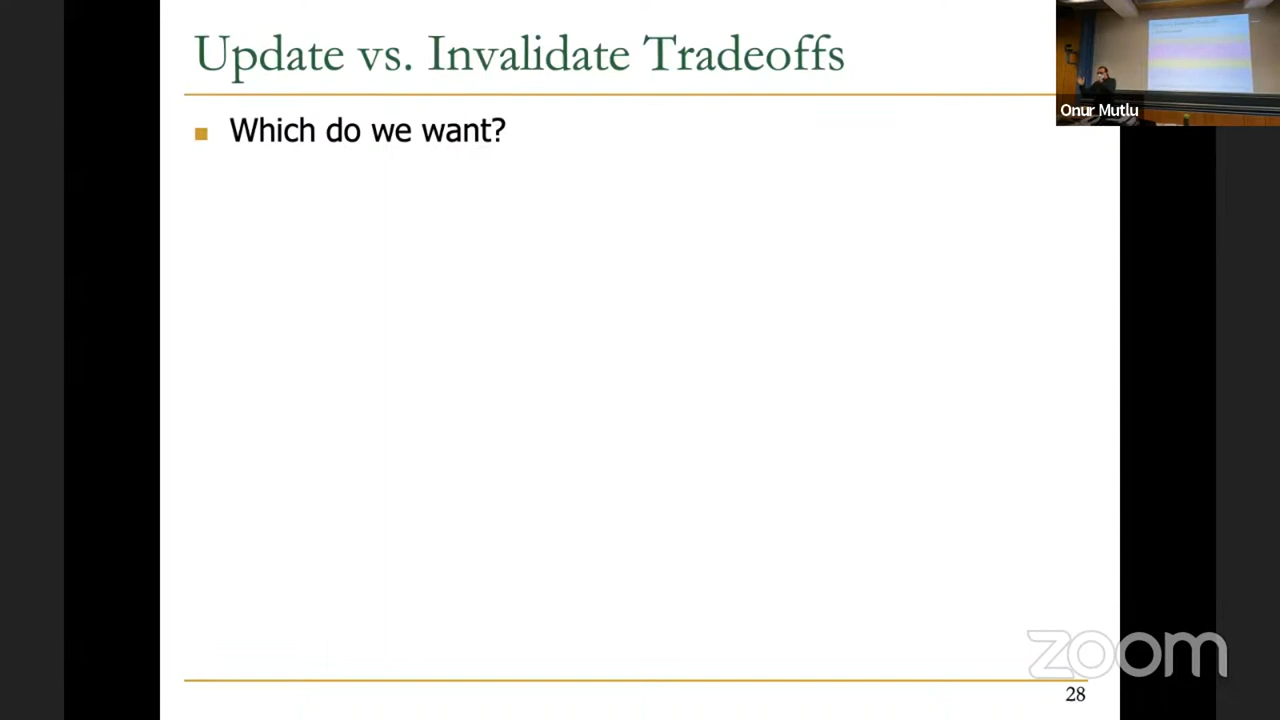 Update vs. Invalidate Tradeoffs
Onur Mutlu
Which do we want?
zoom
28